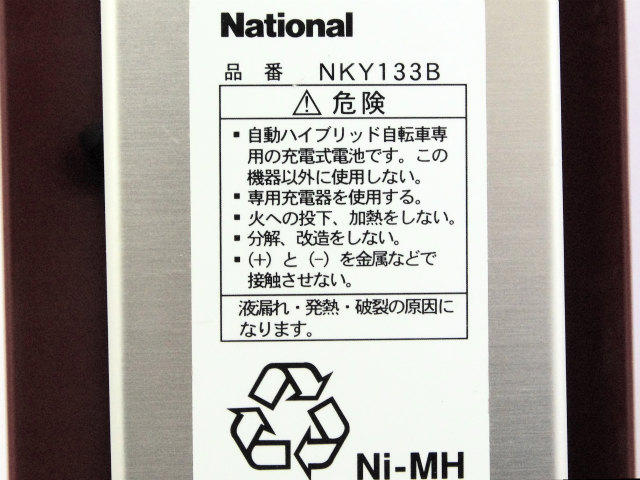 National
品 番 NKY133B
⚠ 危険
▪ 自動ハイブリッド自転車専
用の充電式電池です。この
機器以外に使用しない。
▪ 専用充電器を使用する。
▪ 火への投下、加熱をしない。
▪ 分解、改造をしない。
▪ (+) と (−) を金属などで
接触させない。
液漏れ・発熱・破裂の原因に
なります。
Ni-MH